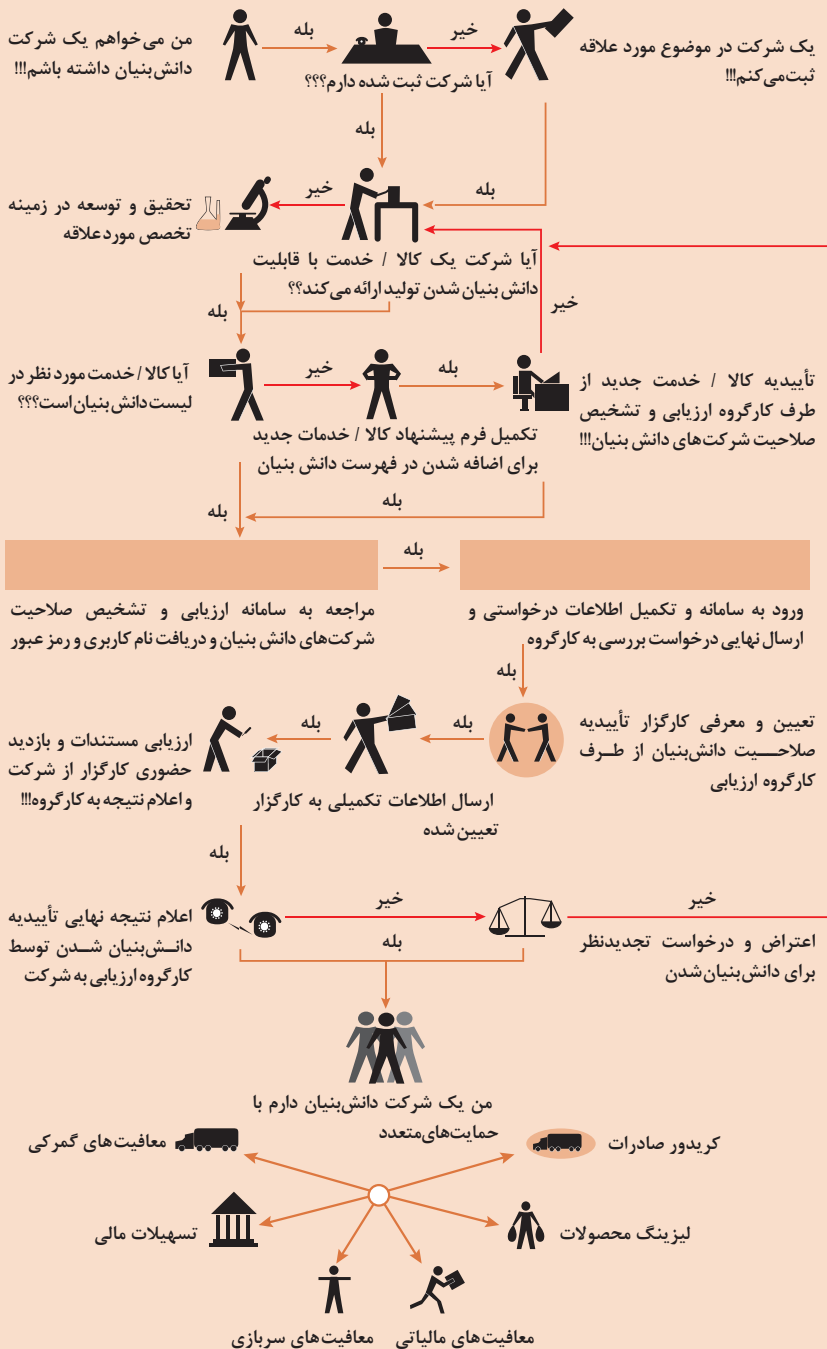 من می‌خواهم یک شرکت
دانش‌بنیان داشته باشم!!!
بله
آیا شرکت ثبت شده دارم؟؟؟
خیر
یک شرکت در موضوع مورد علاقه
ثبت می‌کنم!!!
بله
بله
تحقیق و توسعه در زمینه
تخصص مورد علاقه
خیر
آیا شرکت یک کالا / خدمت با قابلیت
دانش بنیان شدن تولید ارائه می‌کند؟؟
خیر
بله
آیا کالا / خدمت مورد نظر در
لیست دانش بنیان است؟؟؟
خیر
بله
تکمیل فرم پیشنهاد کالا / خدمات جدید
برای اضافه شدن در فهرست دانش بنیان
تأییدیه کالا / خدمت جدید از
طرف کارگروه ارزیابی و تشخیص
صلاحیت شرکت‌های دانش بنیان!!!
بله
بله
بله
مراجعه به سامانه ارزیابی و تشخیص صلاحیت
شرکت‌های دانش بنیان و دریافت نام کاربری و رمز عبور
ورود به سامانه و تکمیل اطلاعات درخواستی و
ارسال نهایی درخواست بررسی به کارگروه
بله
تعیین و معرفی کارگزار تأییدیه
صلاحـــیت دانش‌بنیان از طــرف
کارگروه ارزیابی
بله
ارسال اطلاعات تکمیلی به کارگزار
تعیین شده
بله
ارزیابی مستندات و بازدید
حضوری کارگزار از شرکت
و اعلام نتیجه به کارگروه!!!
بله
اعلام نتیجه نهایی تأییدیه
دانــش‌بنیان شــدن توسط
کارگروه ارزیابی به شرکت
خیر
بله
خیر
اعتراض و درخواست تجدیدنظر
برای دانش‌بنیان‌شدن
من یک شرکت دانش‌بنیان دارم با
حمایت‌های متعدد
کریدور صادرات
معافیت‌های گمرکی
لیزینگ محصولات
تسهیلات مالی
معافیت‌های مالیاتی
معافیت‌های سربازی